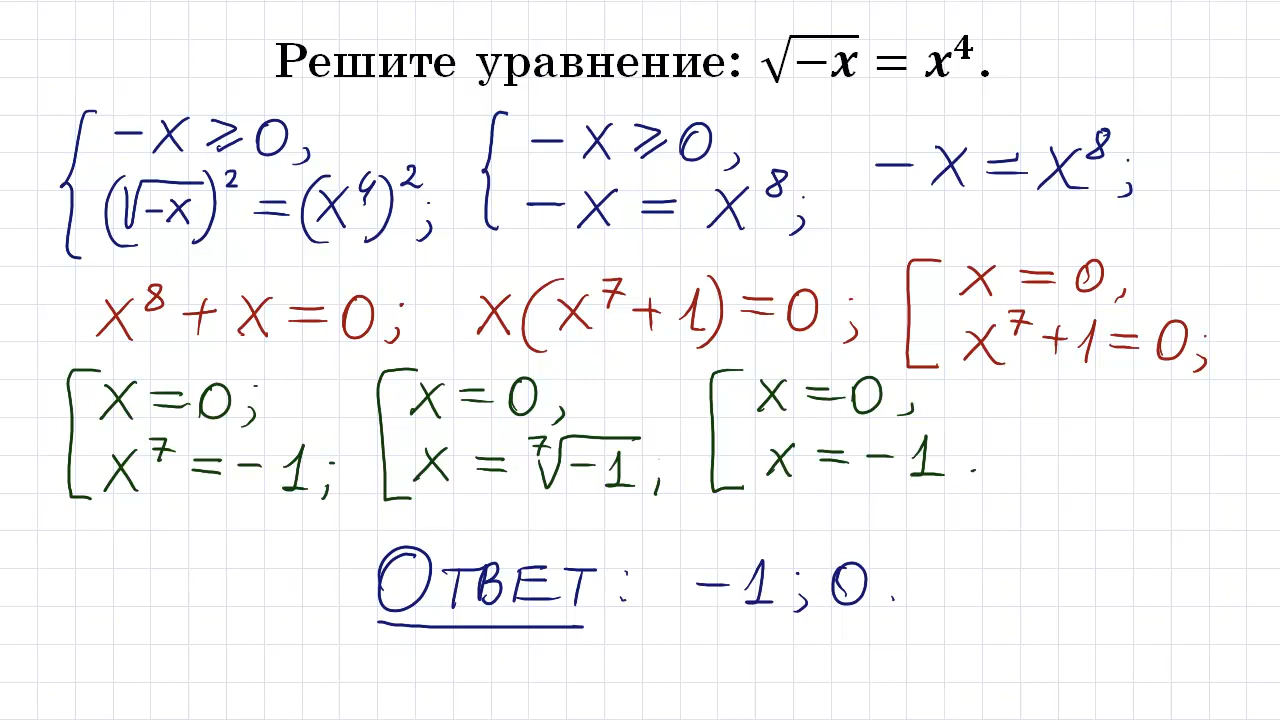 Решите уравнение: √−x = x⁴.
{ −x ⩾ 0, { −x ⩾ 0, −x = x⁸;
(√−x)² = (x⁴)²; −x = x⁸;
x⁸ + x = 0; x(x⁷ + 1) = 0; [ x = 0,
x⁷ + 1 = 0;
[ x = 0; [ x = 0, [ x = 0,
x⁷ = −1; x = ⁷√−1, x = −1.
ОТВЕТ: −1; 0.